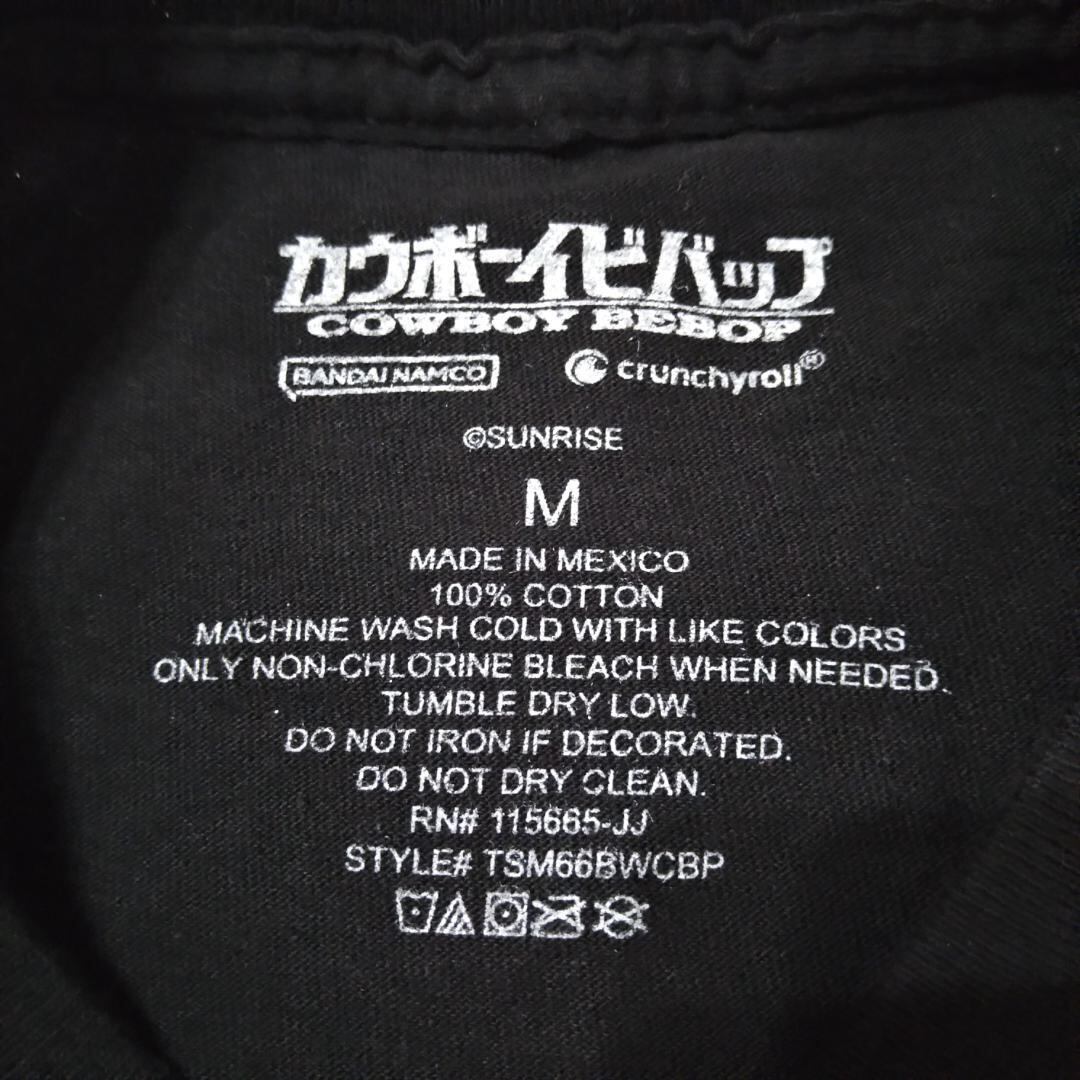 カウボーイビバップ
COWBOY BEBOP
BANDAI NAMCO crunchyroll®
©SUNRISE
M
MADE IN MEXICO
100% COTTON
MACHINE WASH COLD WITH LIKE COLORS
ONLY NON-CHLORINE BLEACH WHEN NEEDED.
TUMBLE DRY LOW.
DO NOT IRON IF DECORATED.
DO NOT DRY CLEAN.
RN# 115665-JJ
STYLE# TSM66BWCBP